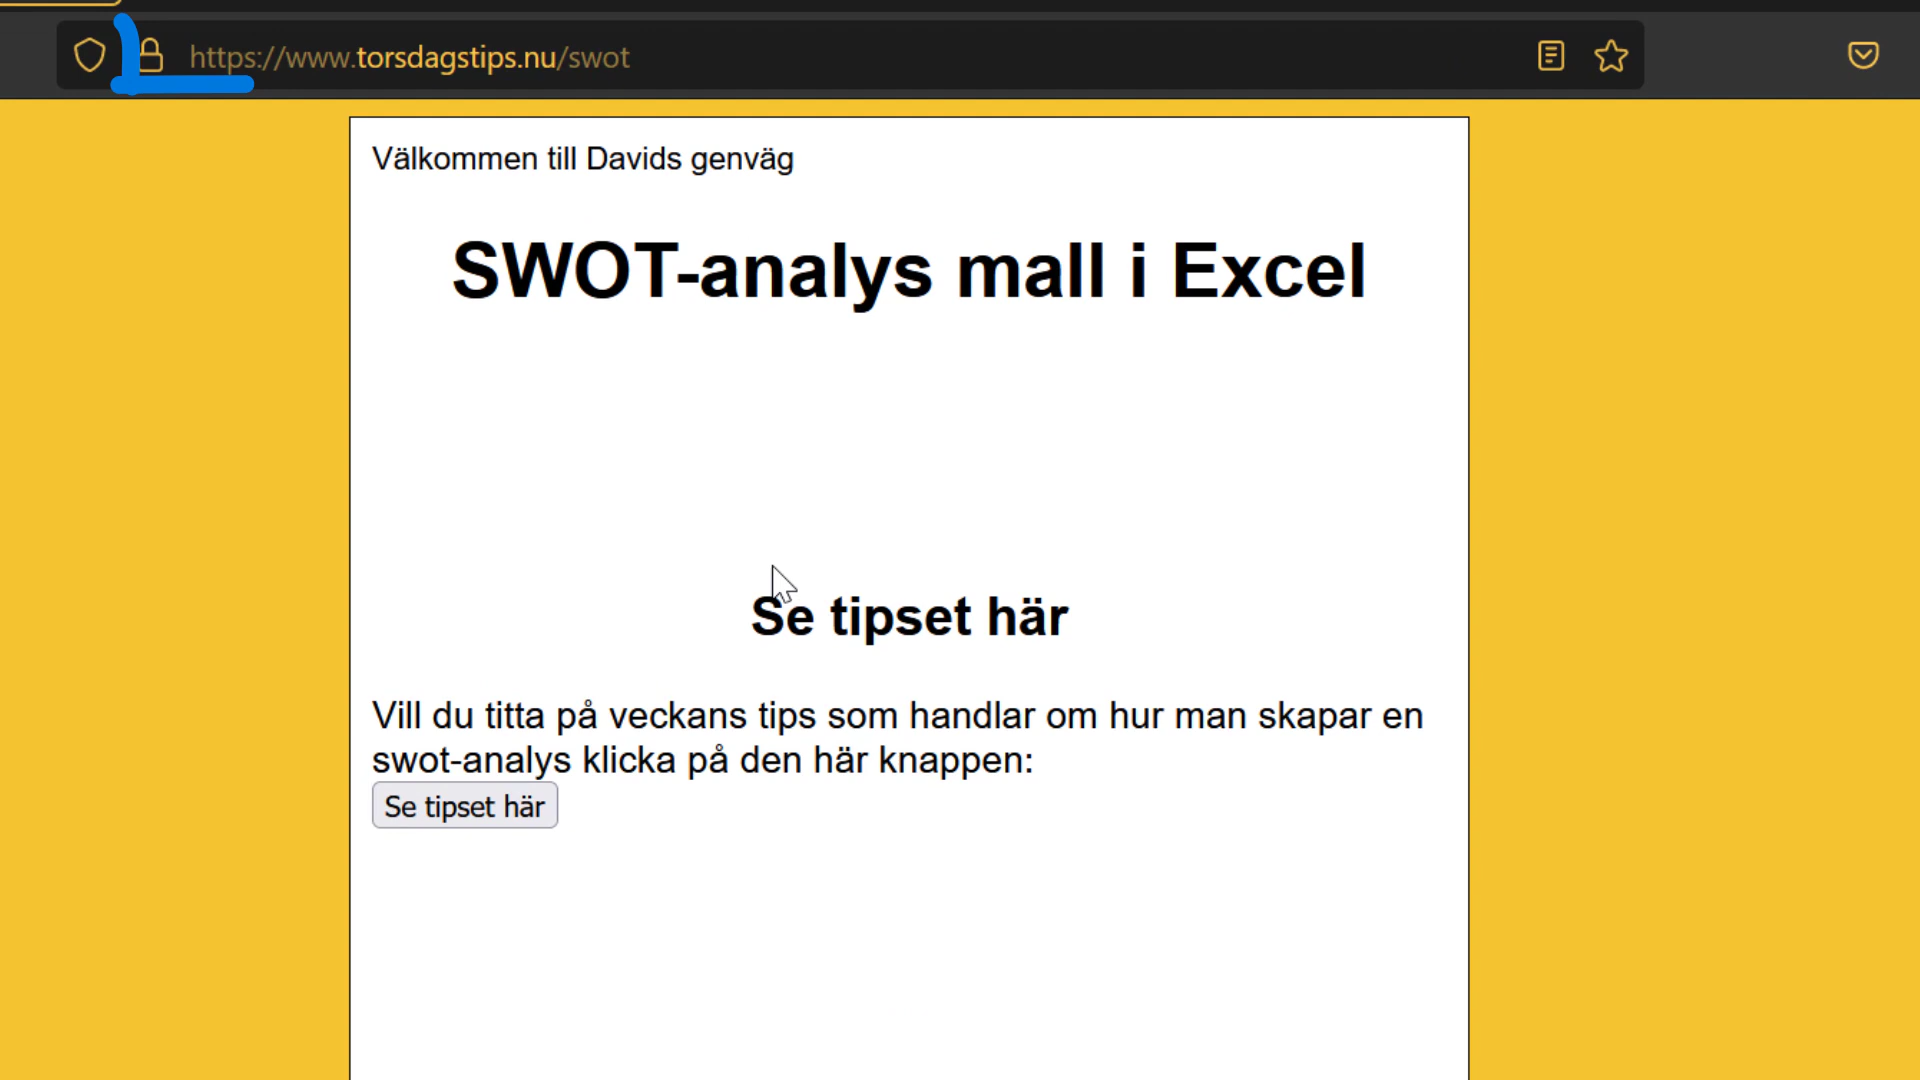 https://www.torsdagstips.nu/swot
Välkommen till Davids genväg
SWOT-analys mall i Excel
Se tipset här
Vill du titta på veckans tips som handlar om hur man skapar en
swot-analys klicka på den här knappen:
Se tipset här